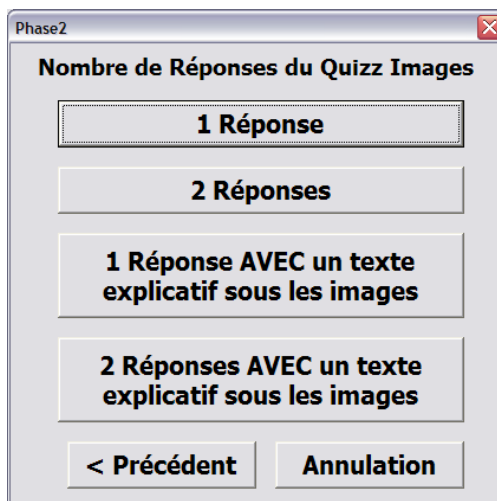 Phase2
Nombre de Réponses du Quizz Images
1 Réponse
2 Réponses
1 Réponse AVEC un texte
explicatif sous les images
2 Réponses AVEC un texte
explicatif sous les images
< Précédent
Annulation